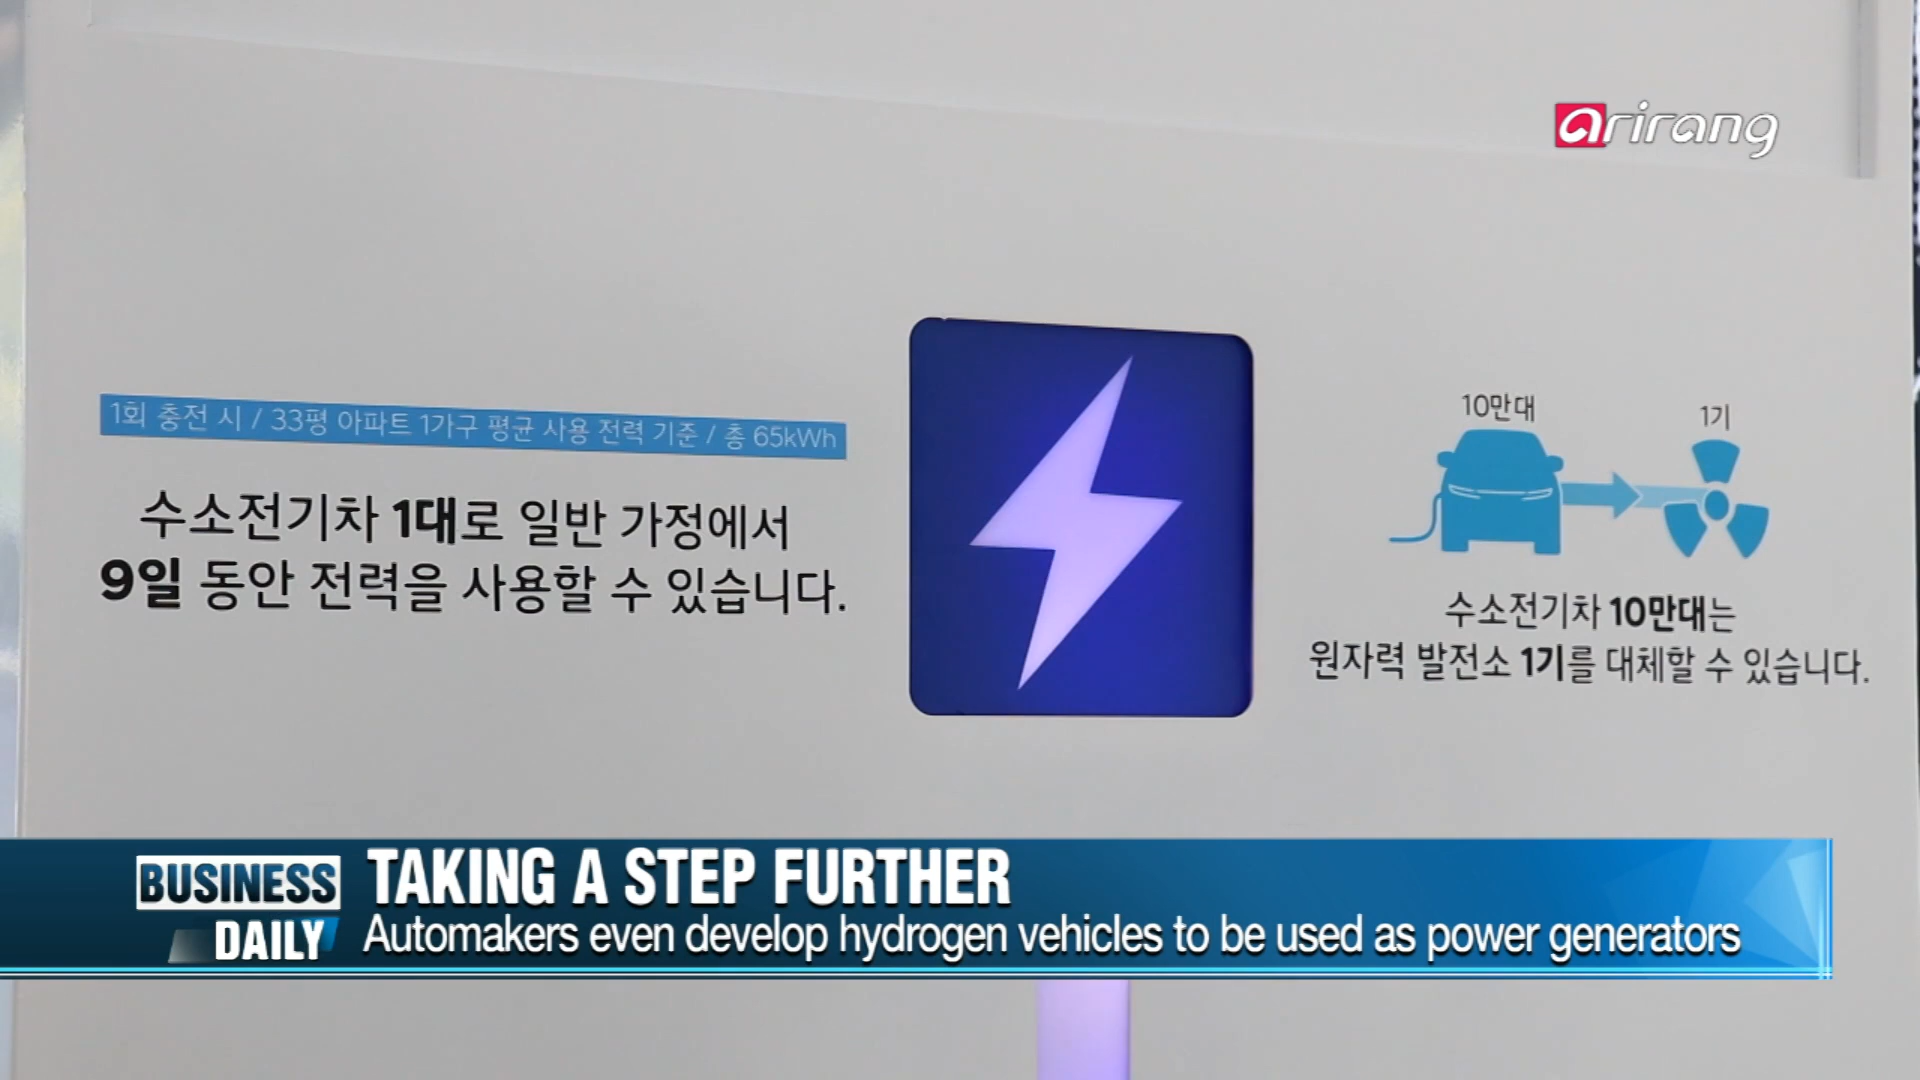 arirang
1회 충전 시 / 33평 아파트 1가구 평균 사용 전력 기준 / 총 65kWh
수소전기차 1대로 일반 가정에서
9일 동안 전력을 사용할 수 있습니다.
10만대
1기
수소전기차 10만대는
원자력 발전소 1기를 대체할 수 있습니다.
BUSINESS
DAILY
TAKING A STEP FURTHER
Automakers even develop hydrogen vehicles to be used as power generators